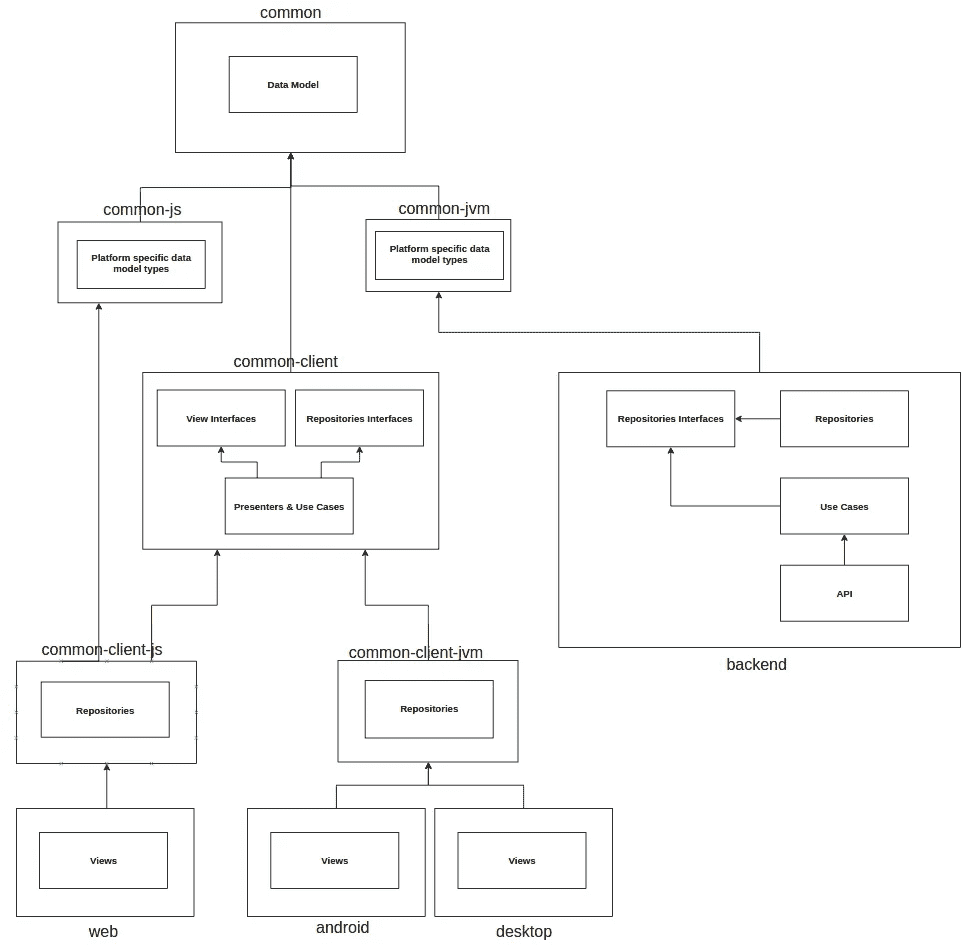 common
Data Model
common-js
common-jvm
Platform specific data
model types
Platform specific data
model types
common-client
View Interfaces
Repositories Interfaces
Presenters & Use Cases
Repositories Interfaces
Repositories
Use Cases
API
backend
common-client-js
common-client-jvm
Repositories
Repositories
Views
Views
Views
web
android
desktop